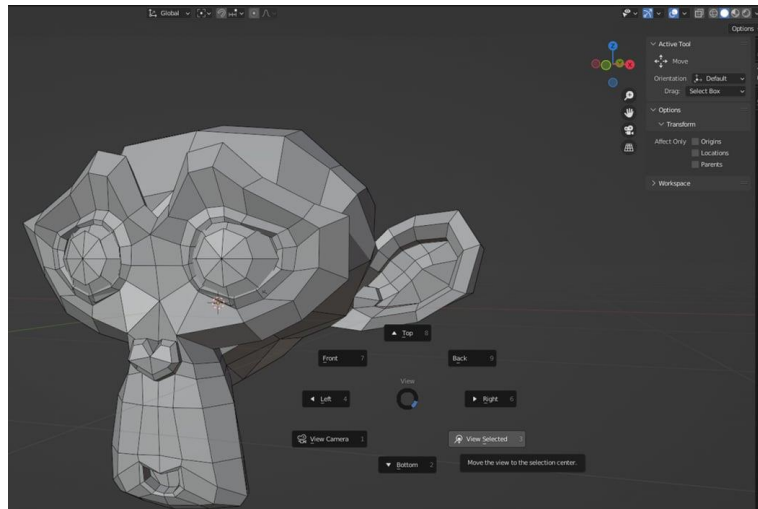 Global
Options
Z
Y
X
Active Tool
Move
Orientation Default
Drag: Select Box
Options
Transform
Affect Only Origins
Locations
Parents
Workspace
Top 8
Front 7
Back 9
View
Left 4
Right 6
View Camera 1
View Selected 3
Bottom 2
Move the view to the selection center.